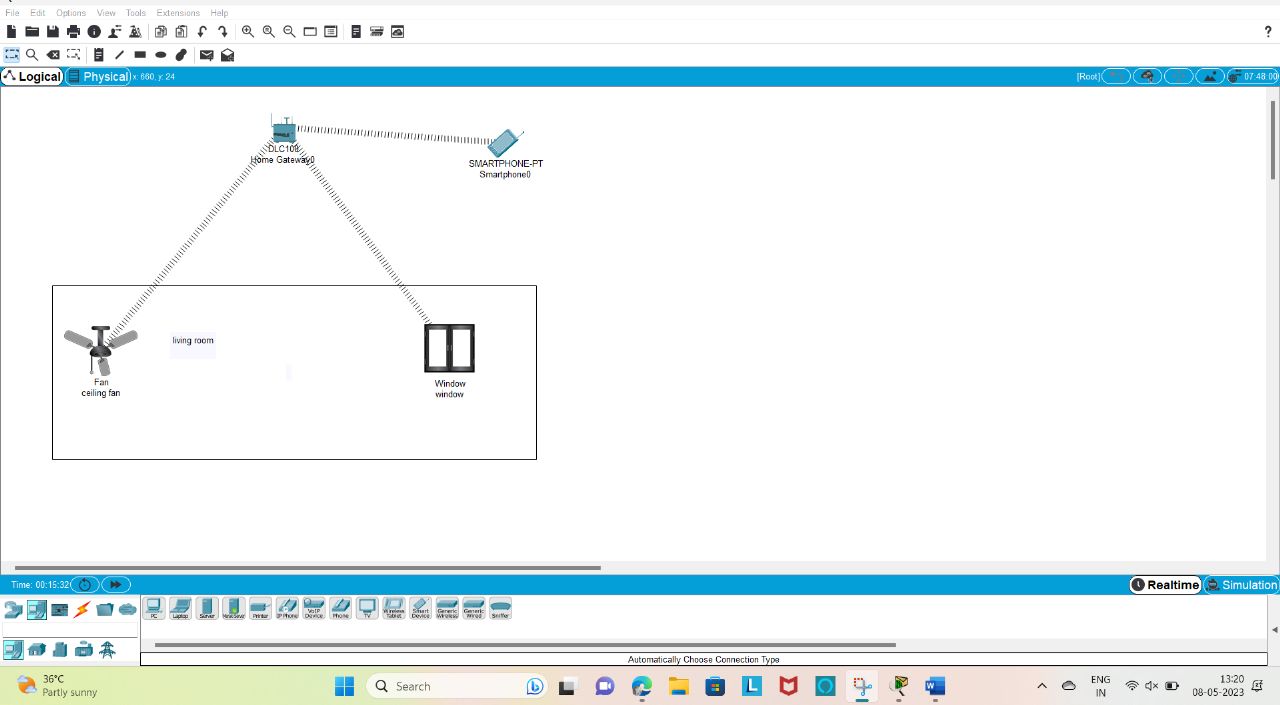 File Edit Options View Tools Extensions Help
?
Logical Physical x: 660, y: 24 [Root] 07:48:00
DLC100
Home Gateway0
SMARTPHONE-PT
Smartphone0
living room
Fan
ceiling fan
Window
window
Time: 00:15:32 Realtime Simulation
PC Laptop Server Printer IP Phone VoIP Device Phone TV Wireless Tablet Smart Device Generic Wireless Generic Wired Sniffer
Automatically Choose Connection Type
36°C
Partly sunny
Search
ENG
IN
13:20
08-05-2023